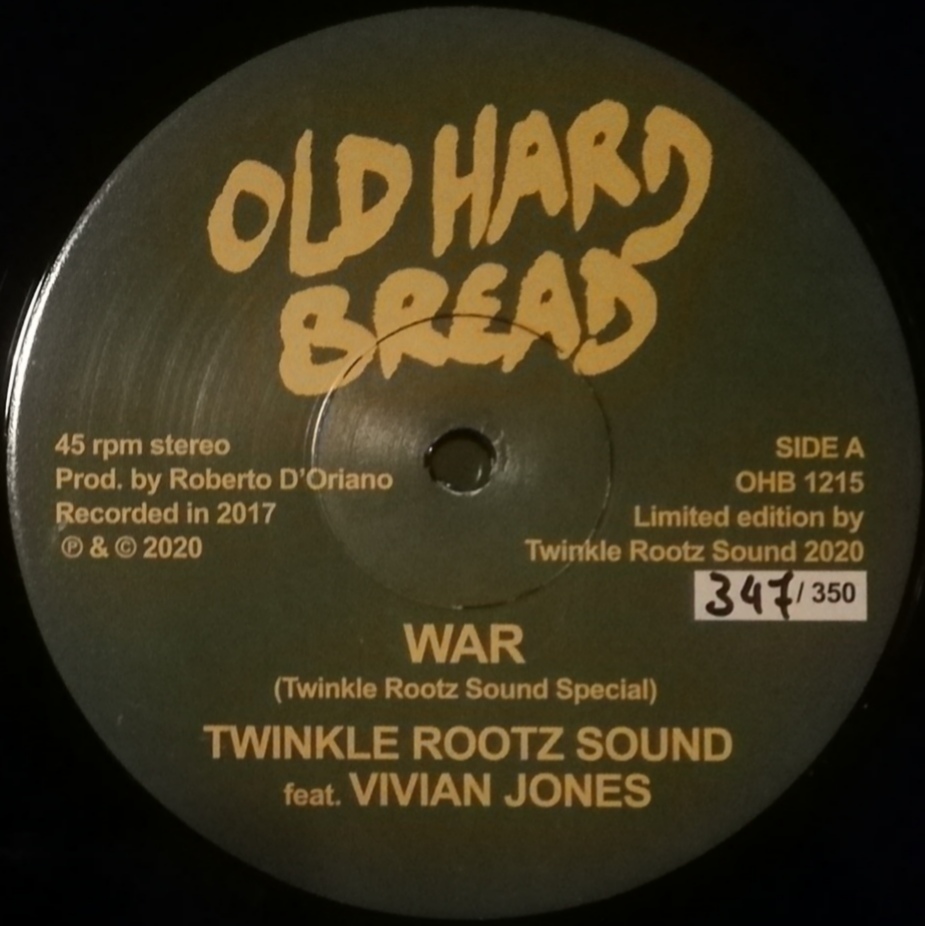 OLD HARD
BREAD
45 rpm stereo
Prod. by Roberto D'Oriano
Recorded in 2017
℗ & © 2020
SIDE A
OHB 1215
Limited edition by
Twinkle Rootz Sound 2020
347 / 350
WAR
(Twinkle Rootz Sound Special)
TWINKLE ROOTZ SOUND
feat. VIVIAN JONES